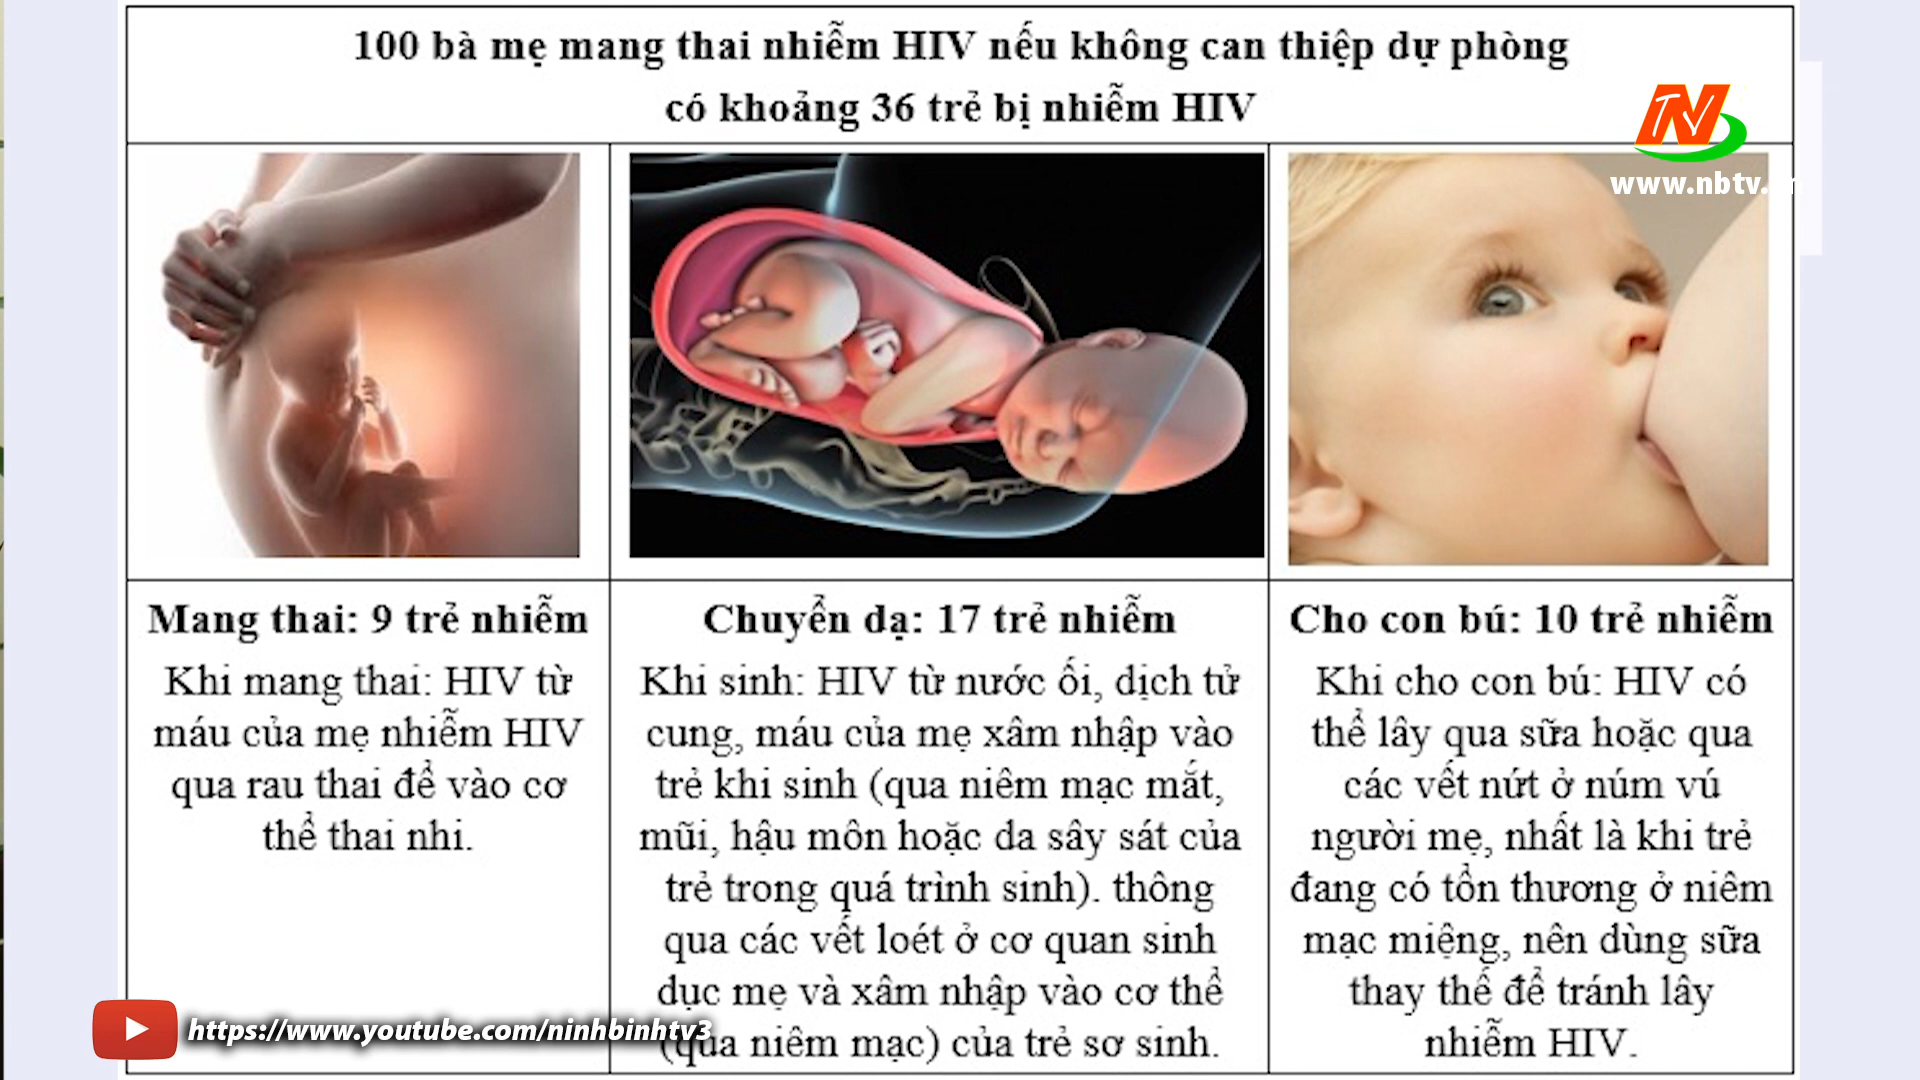 100 bà mẹ mang thai nhiễm HIV nếu không can thiệp dự phòng
có khoảng 36 trẻ bị nhiễm HIV
NTV
www.nbtv.
Mang thai: 9 trẻ nhiễm
Khi mang thai: HIV từ
máu của mẹ nhiễm HIV
qua rau thai để vào cơ
thể thai nhi.
Chuyển dạ: 17 trẻ nhiễm
Khi sinh: HIV từ nước ối, dịch tử
cung, máu của mẹ xâm nhập vào
trẻ khi sinh (qua niêm mạc mắt,
mũi, hậu môn hoặc da sây sát của
trẻ trong quá trình sinh). thông
qua các vết loét ở cơ quan sinh
dục mẹ và xâm nhập vào cơ thể
(qua niêm mạc) của trẻ sơ sinh.
Cho con bú: 10 trẻ nhiễm
Khi cho con bú: HIV có
thể lây qua sữa hoặc qua
các vết nứt ở núm vú
người mẹ, nhất là khi trẻ
đang có tổn thương ở niêm
mạc miệng, nên dùng sữa
thay thế để tránh lây
nhiễm HIV.
https://www.youtube.com/ninhbinhtv3